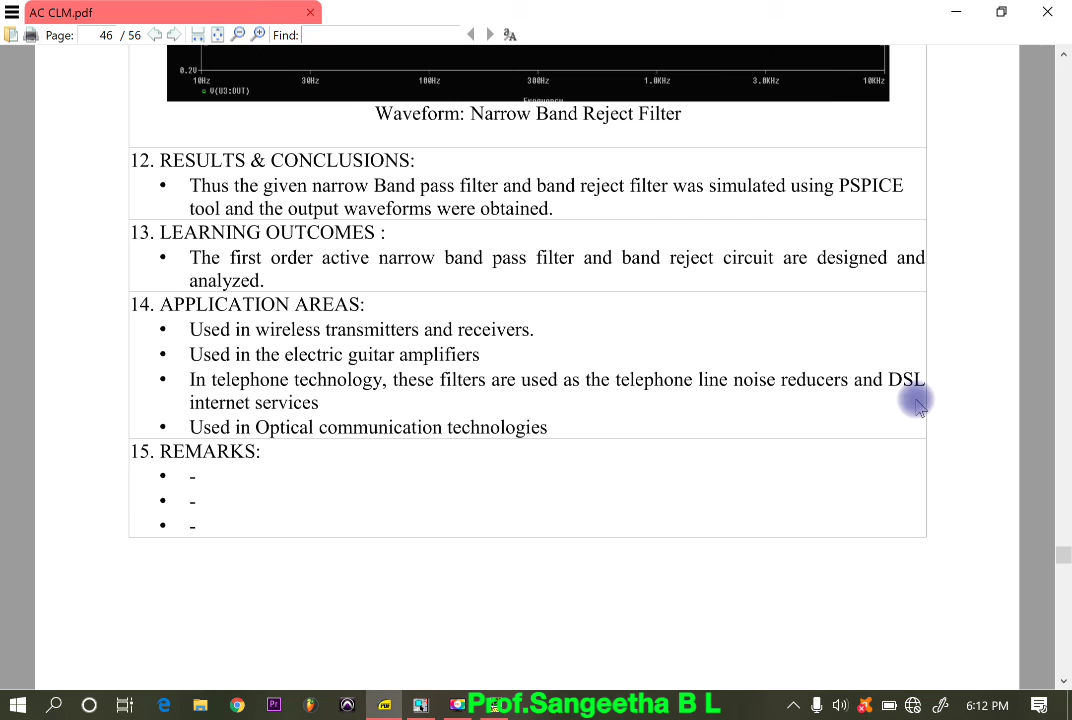 AC CLM.pdf
Page: 46 / 56 Find:
0.2V
10Hz 30Hz 100Hz 300Hz 1.0KHz 3.0KHz 10KHz
V(U3:OUT)
Frequency
Waveform: Narrow Band Reject Filter
12. RESULTS & CONCLUSIONS:
• Thus the given narrow Band pass filter and band reject filter was simulated using PSPICE
tool and the output waveforms were obtained.
13. LEARNING OUTCOMES :
• The first order active narrow band pass filter and band reject circuit are designed and
analyzed.
14. APPLICATION AREAS:
• Used in wireless transmitters and receivers.
• Used in the electric guitar amplifiers
• In telephone technology, these filters are used as the telephone line noise reducers and DSL
internet services
• Used in Optical communication technologies
15. REMARKS:
• -
• -
• -
Prof.Sangeetha B L
6:12 PM